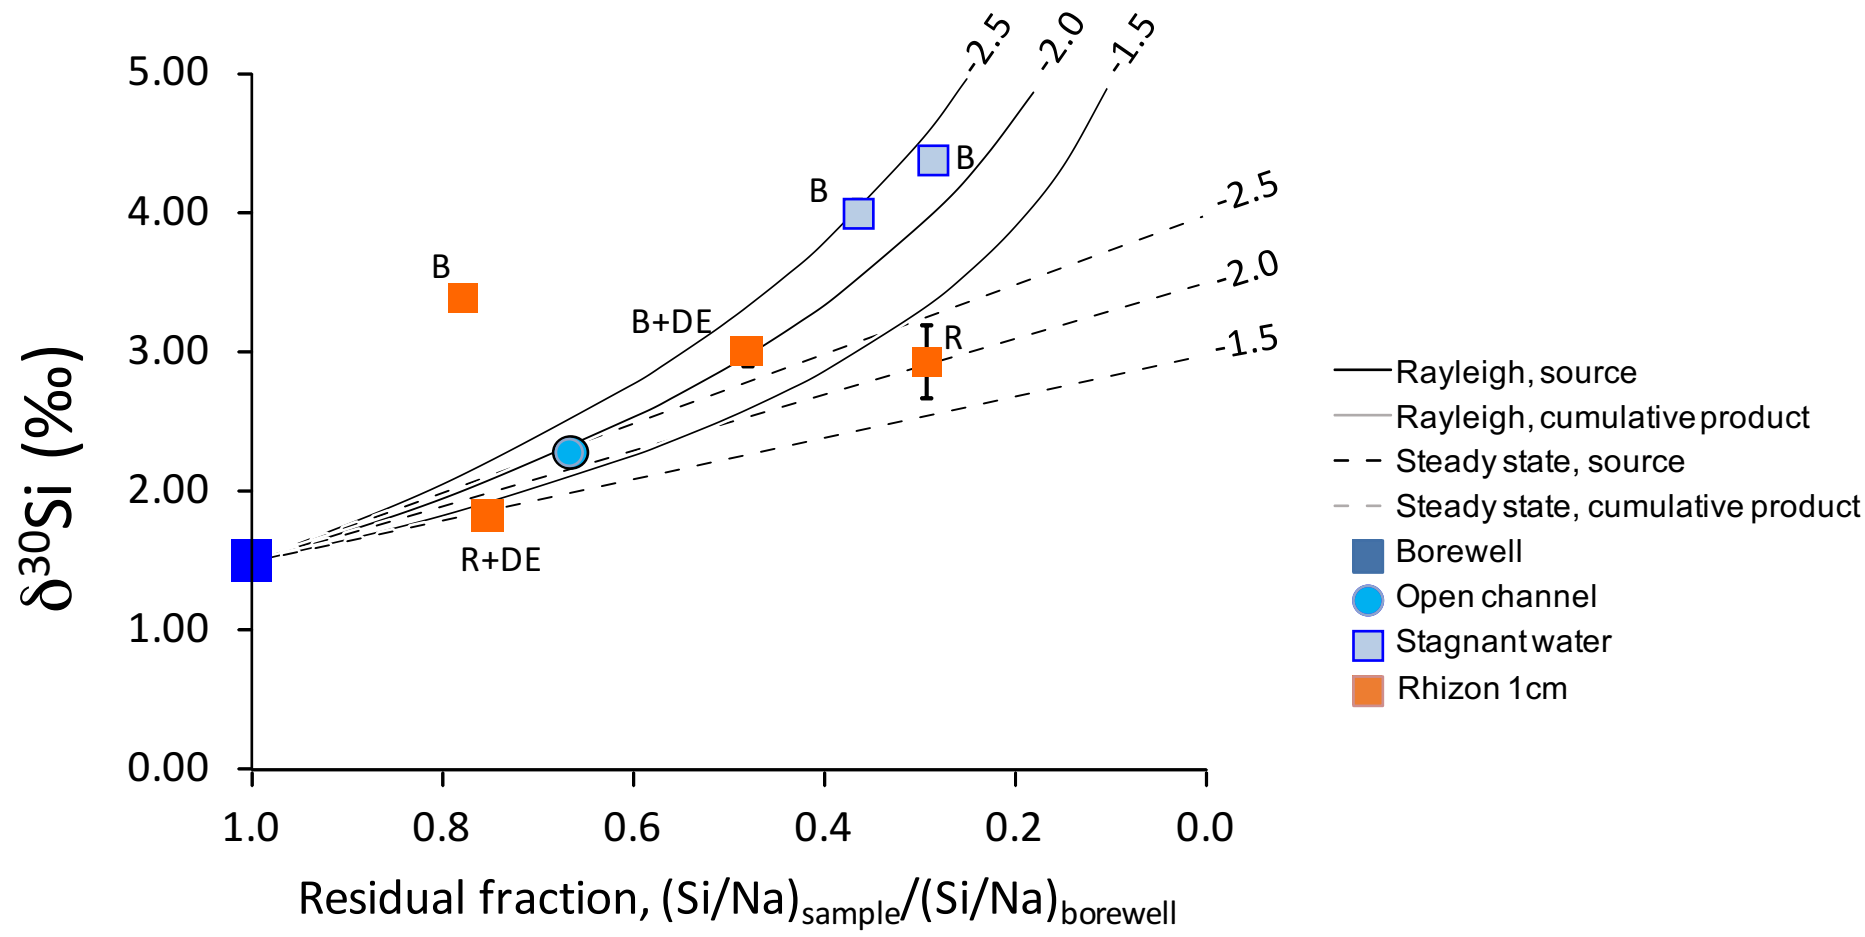 -2.5
-2.0
-1.5
5.00
4.00
3.00
2.00
1.00
0.00
δ³⁰Si (‰)
B
B
B
B+DE
R
R+DE
-2.5
-2.0
-1.5
Rayleigh, source
Rayleigh, cumulative product
Steady state, source
Steady state, cumulative product
Borewell
Open channel
Stagnant water
Rhizon 1cm
1.0 0.8 0.6 0.4 0.2 0.0
Residual fraction, (Si/Na)sample/(Si/Na)borewell